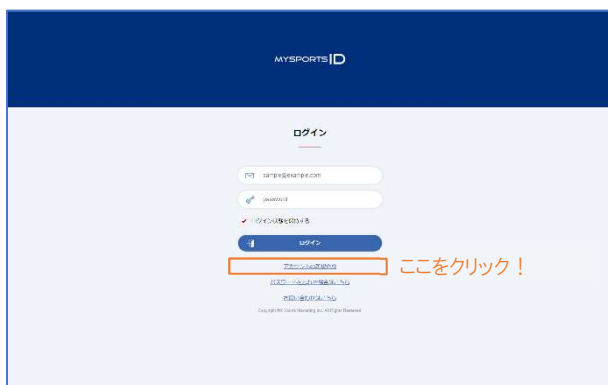 MYSPORTS ID
ログイン
sample@example.com
password
ログイン状態を保持する
ログイン
アカウントの新規作成
ここをクリック！
パスワードを忘れた場合はこちら
お問い合わせはこちら